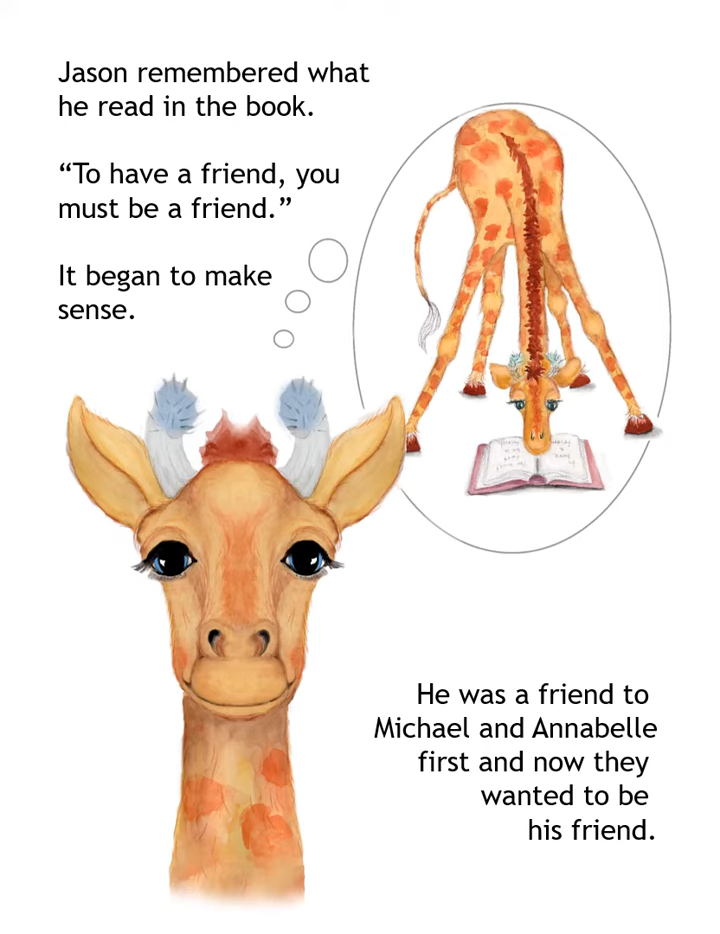 Jason remembered what
he read in the book.
“To have a friend, you
must be a friend.”
It began to make
sense.
He was a friend to
Michael and Annabelle
first and now they
wanted to be
his friend.